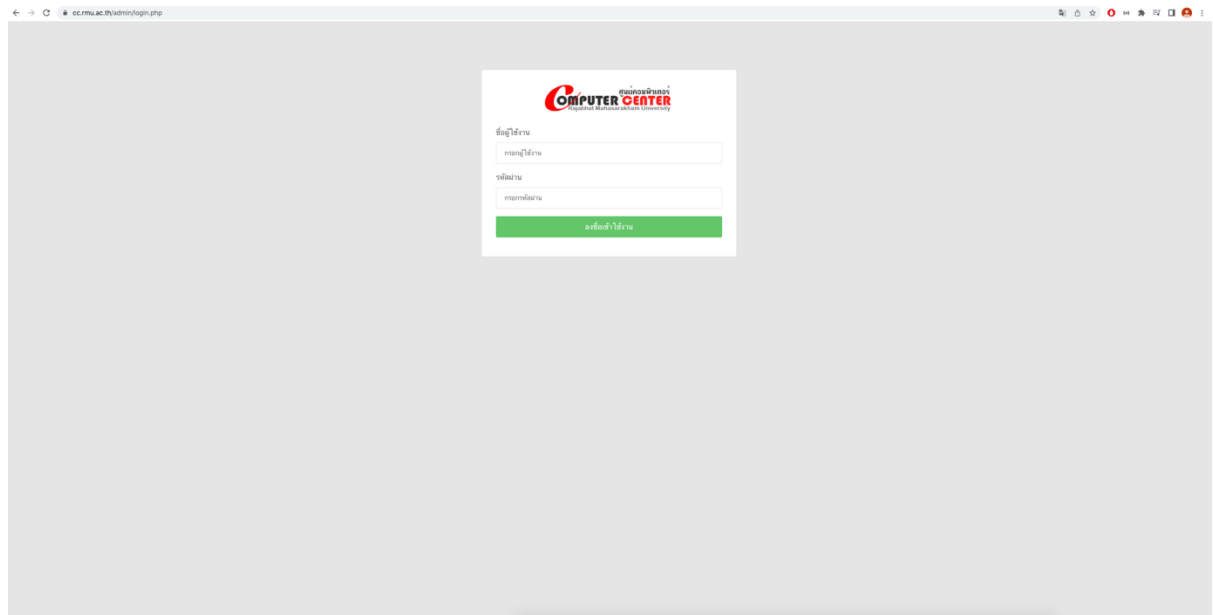 cc.rmu.ac.th/admin/login.php
ศูนย์คอมพิวเตอร์
COMPUTER CENTER
Rajabhat Mahasarakham University
ชื่อผู้ใช้งาน
กรอกผู้ใช้งาน
รหัสผ่าน
กรอกรหัสผ่าน
ลงชื่อเข้าใช้งาน